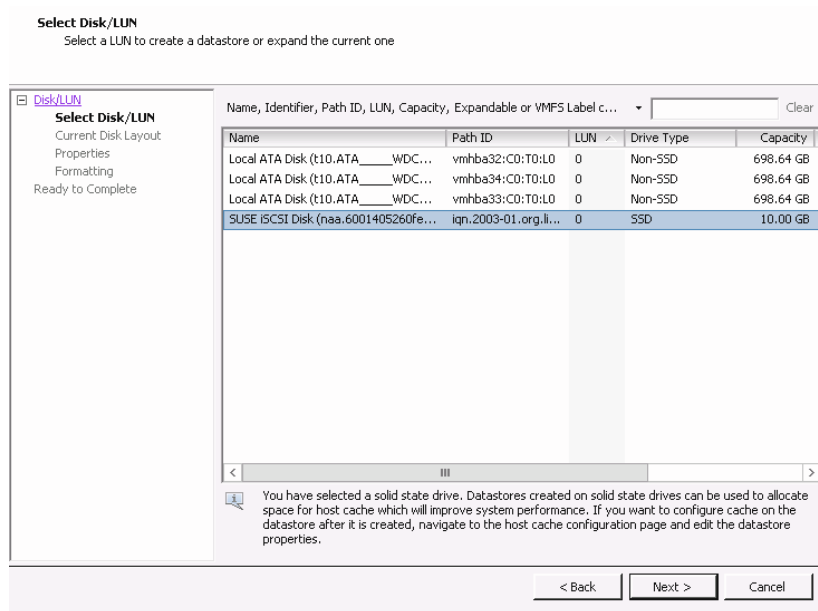 Select Disk/LUN
Select a LUN to create a datastore or expand the current one
Disk/LUN
Select Disk/LUN
Current Disk Layout
Properties
Formatting
Ready to Complete
Name, Identifier, Path ID, LUN, Capacity, Expandable or VMFS Label c... Clear
Name Path ID LUN Drive Type Capacity
Local ATA Disk (t10.ATA_____WDC... vmhba32:C0:T0:L0 0 Non-SSD 698.64 GB
Local ATA Disk (t10.ATA_____WDC... vmhba34:C0:T0:L0 0 Non-SSD 698.64 GB
Local ATA Disk (t10.ATA_____WDC... vmhba33:C0:T0:L0 0 Non-SSD 698.64 GB
SUSE iSCSI Disk (naa.6001405260fe... iqn.2003-01.org.li... 0 SSD 10.00 GB
You have selected a solid state drive. Datastores created on solid state drives can be used to allocate
space for host cache which will improve system performance. If you want to configure cache on the
datastore after it is created, navigate to the host cache configuration page and edit the datastore
properties.
< Back Next > Cancel